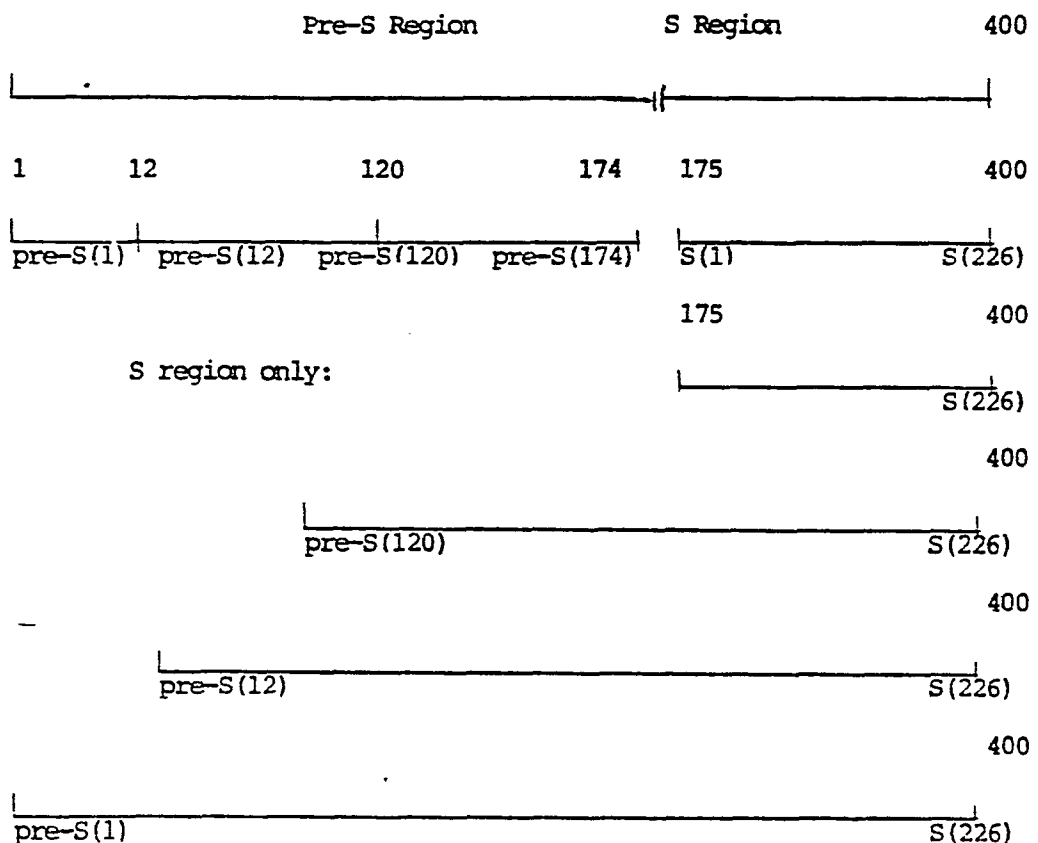 Pre-S Region S Region 400
1 12 120 174 175 400
pre-S(1) pre-S(12) pre-S(120) pre-S(174) S(1) S(226)
175 400
S region only:
S(226)
400
pre-S(120) S(226)
400
pre-S(12) S(226)
400
pre-S(1) S(226)